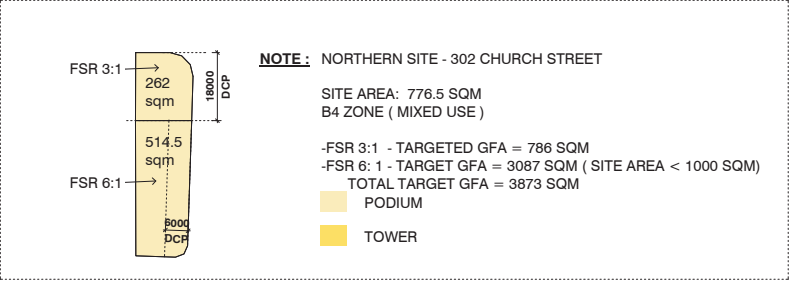 FSR 3:1
262
sqm
18000
DCP
514.5
sqm
FSR 6:1
6000
DCP
NOTE : NORTHERN SITE - 302 CHURCH STREET
SITE AREA: 776.5 SQM
B4 ZONE ( MIXED USE )
-FSR 3:1 - TARGETED GFA = 786 SQM
-FSR 6: 1 - TARGET GFA = 3087 SQM ( SITE AREA < 1000 SQM)
TOTAL TARGET GFA = 3873 SQM
PODIUM
TOWER